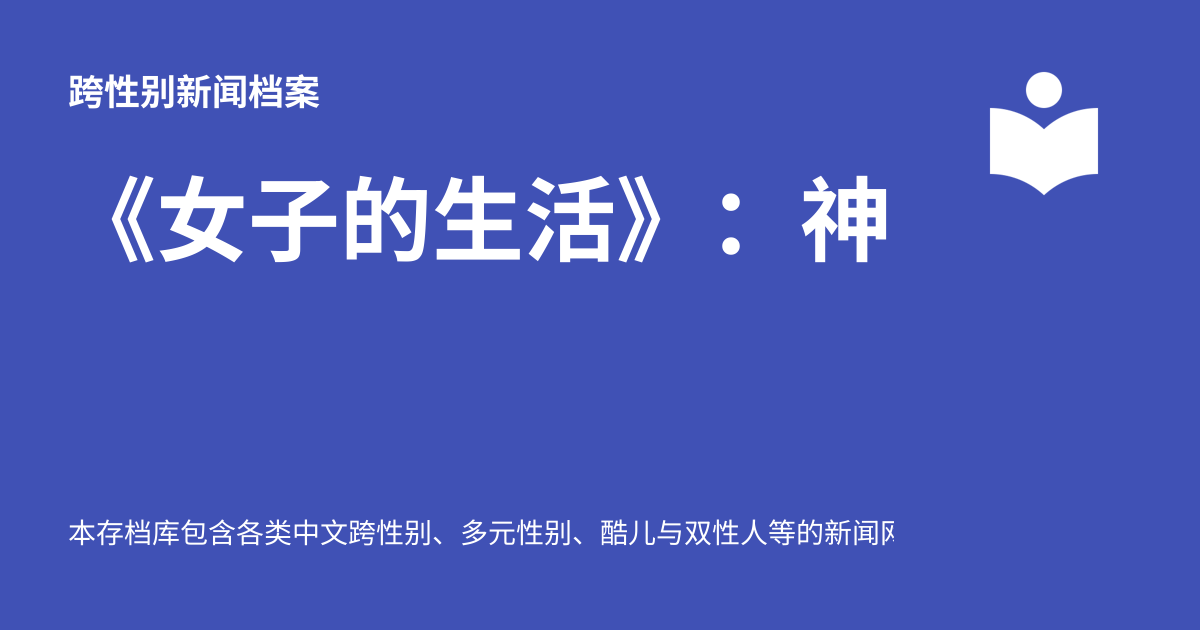 跨性别新闻档案
《女子的生活》：神
本存档库包含各类中文跨性别、多元性别、酷儿与双性人等的新闻网